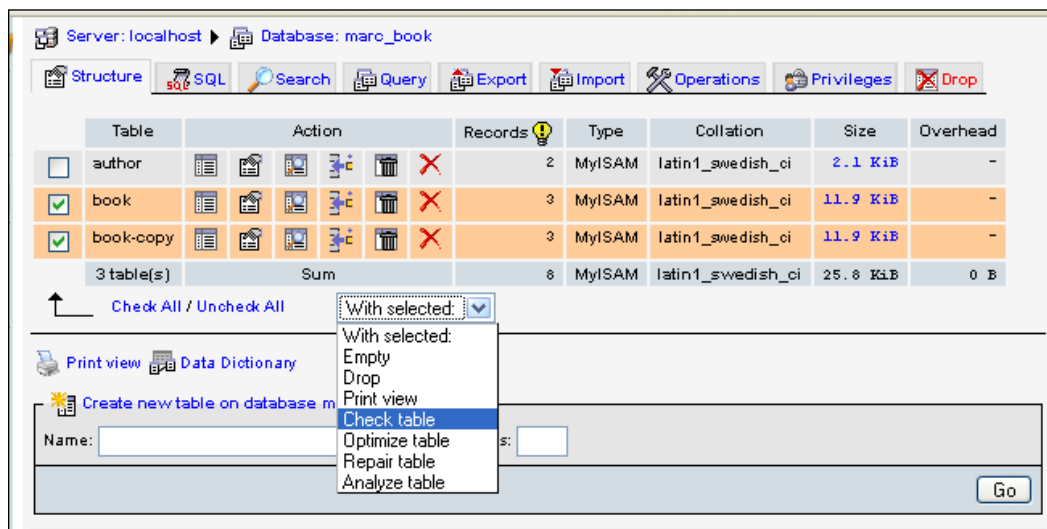 Server: localhost Database: marc_book
Structure SQL Search Query Export Import Operations Privileges Drop
Table Action Records Type Collation Size Overhead
author 2 MyISAM latin1_swedish_ci 2.1 KiB -
book 3 MyISAM latin1_swedish_ci 11.9 KiB -
book-copy 3 MyISAM latin1_swedish_ci 11.9 KiB -
3 table(s) Sum 8 MyISAM latin1_swedish_ci 25.8 KiB 0 B
Check All / Uncheck All With selected:
With selected:
Empty
Drop
Print view
Check table
Optimize table
Repair table
Analyze table
Print view Data Dictionary
Create new table on database m
Name: s:
Go